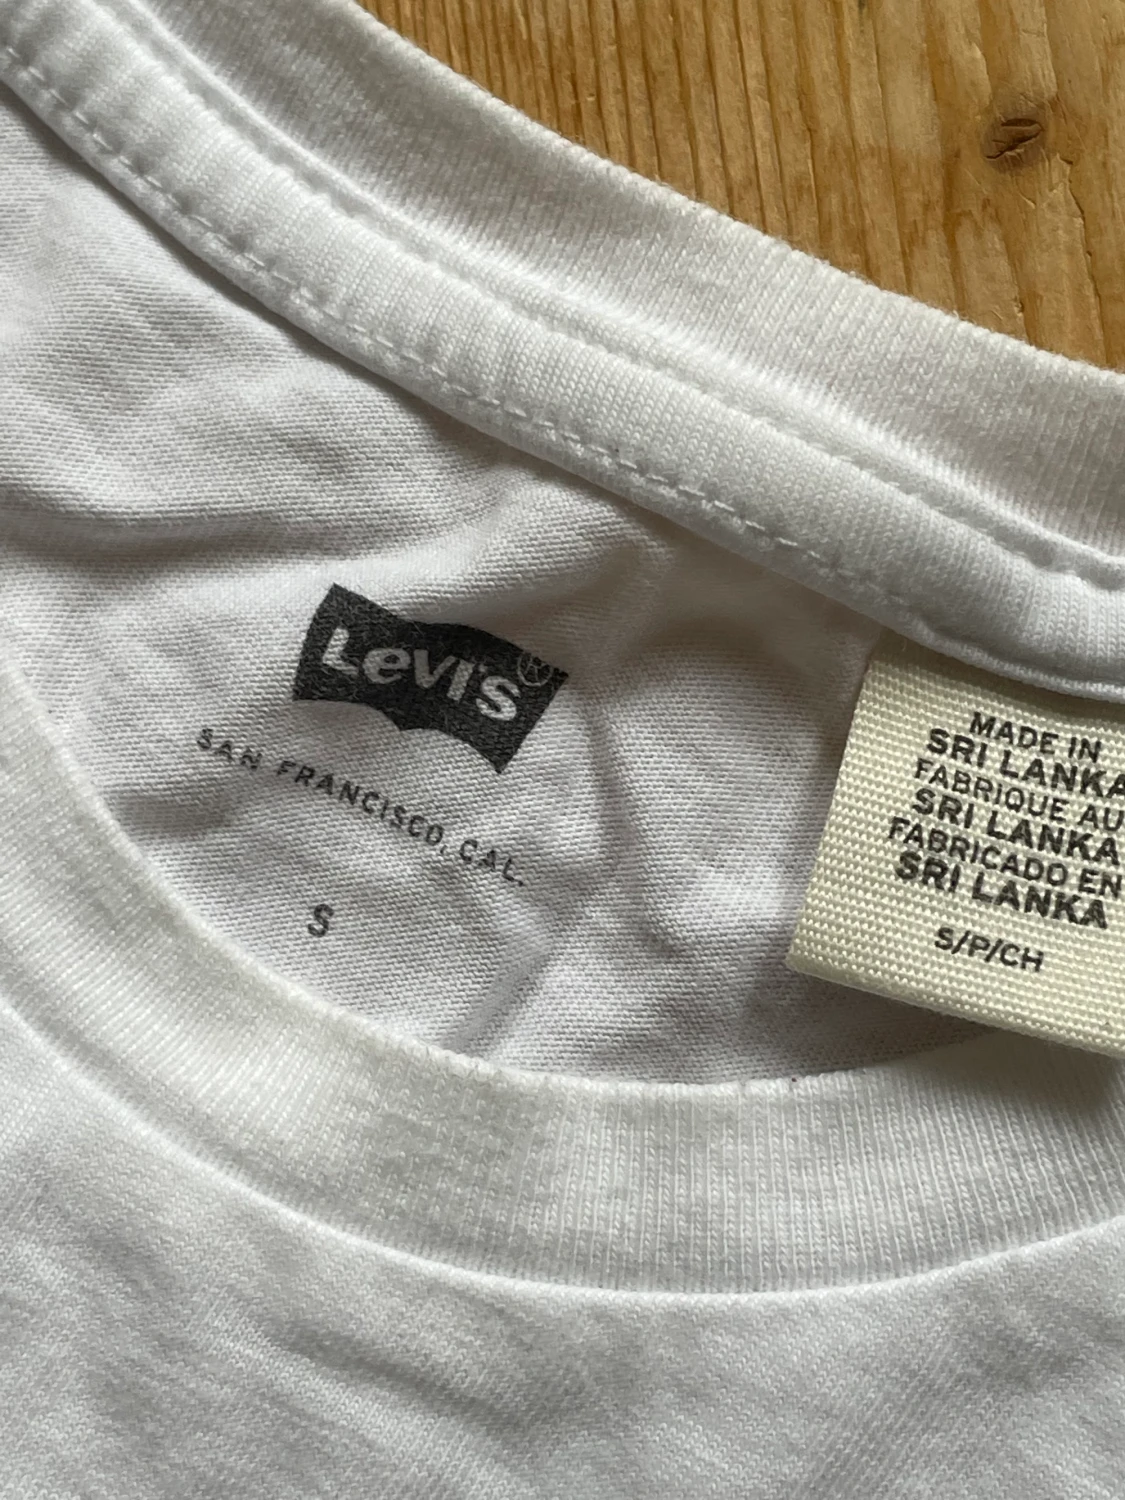 Levi's®
SAN FRANCISCO, CAL.
S
MADE IN
SRI LANKA
FABRIQUE AU
SRI LANKA
FABRICADO EN
SRI LANKA
S/P/CH